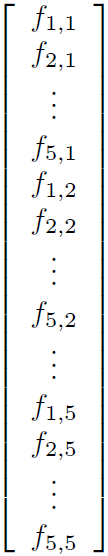 f_{1,1}
f_{2,1}
⋮
f_{5,1}
f_{1,2}
f_{2,2}
⋮
f_{5,2}
⋮
f_{1,5}
f_{2,5}
⋮
f_{5,5}